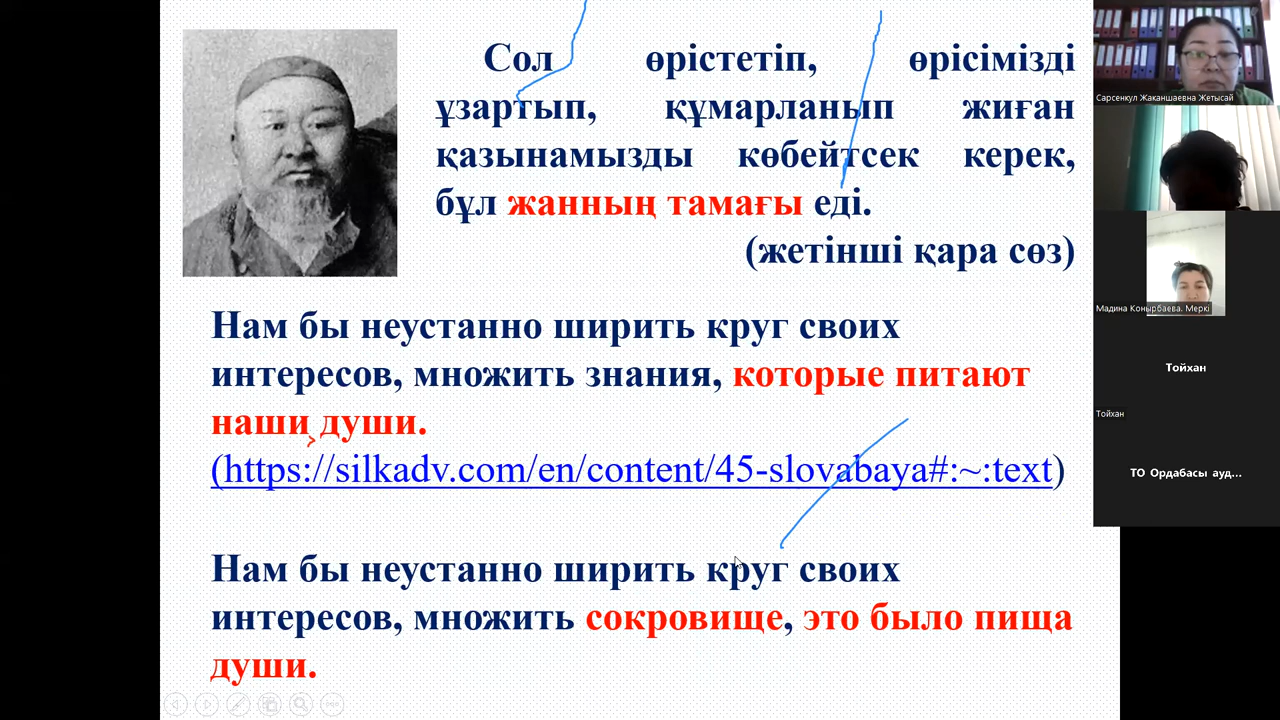 Сол өрістетіп, өрісімізді
ұзартып, құмарланып жиған
қазынамызды көбейтсек керек,
бұл жанның тамағы еді.
(жетінші қара сөз)
Нам бы неустанно ширить круг своих
интересов, множить знания, которые питают
наши души.
(https://silkadv.com/en/content/45-slovabaya#:~:text)
Нам бы неустанно ширить круг своих
интересов, множить сокровище, это было пища
души.
Сарсенкул Жаканшаевна Жетысай
Мадина Конырбаева. Меркі
Тойхан
Тойхан
ТО Ордабасы ауд...